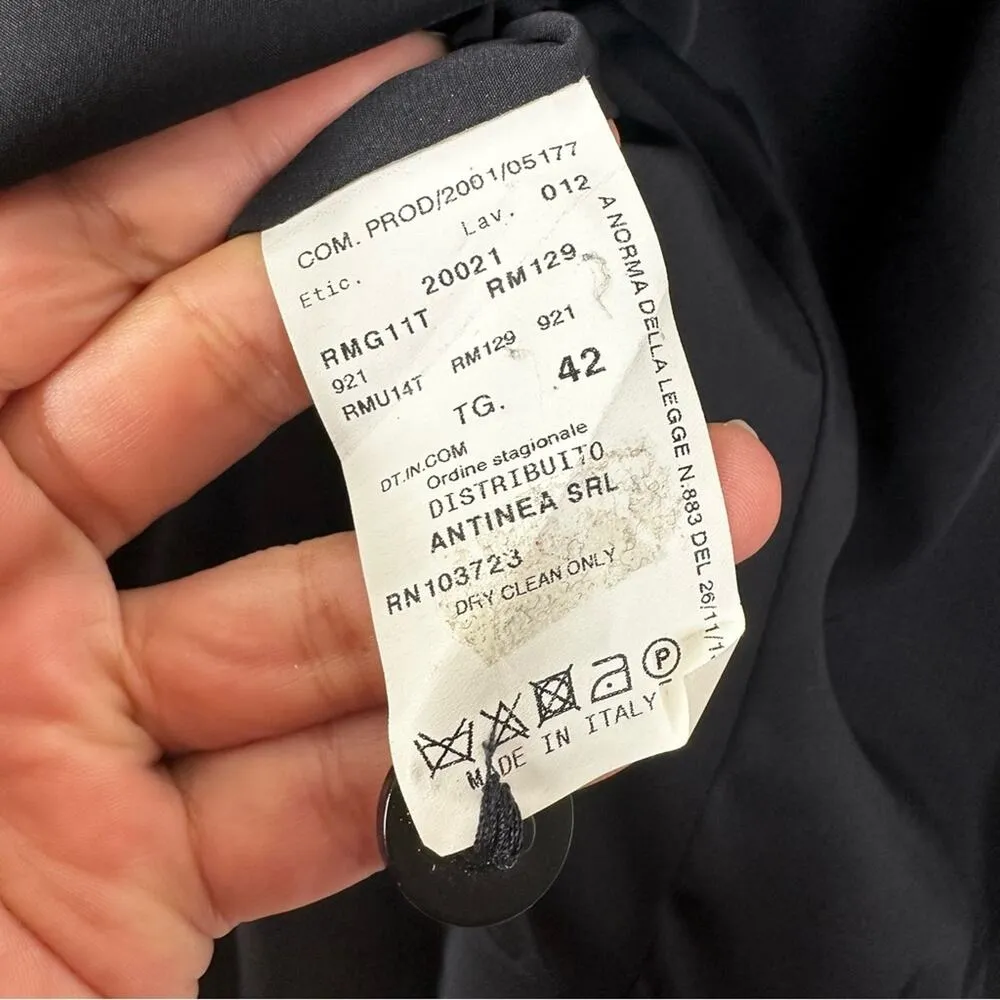 COM. PROD/2001/05177
Lav. 012
Etic. 20021
RMG11T RM129
921
RMU14T RM129 921
TG. 42
DT.IN.COM
Ordine stagionale
DISTRIBUITO
ANTINEA SRL
RN103723
DRY CLEAN ONLY
P
MADE IN ITALY
A NORMA DELLA LEGGE N.883 DEL 26/11/1